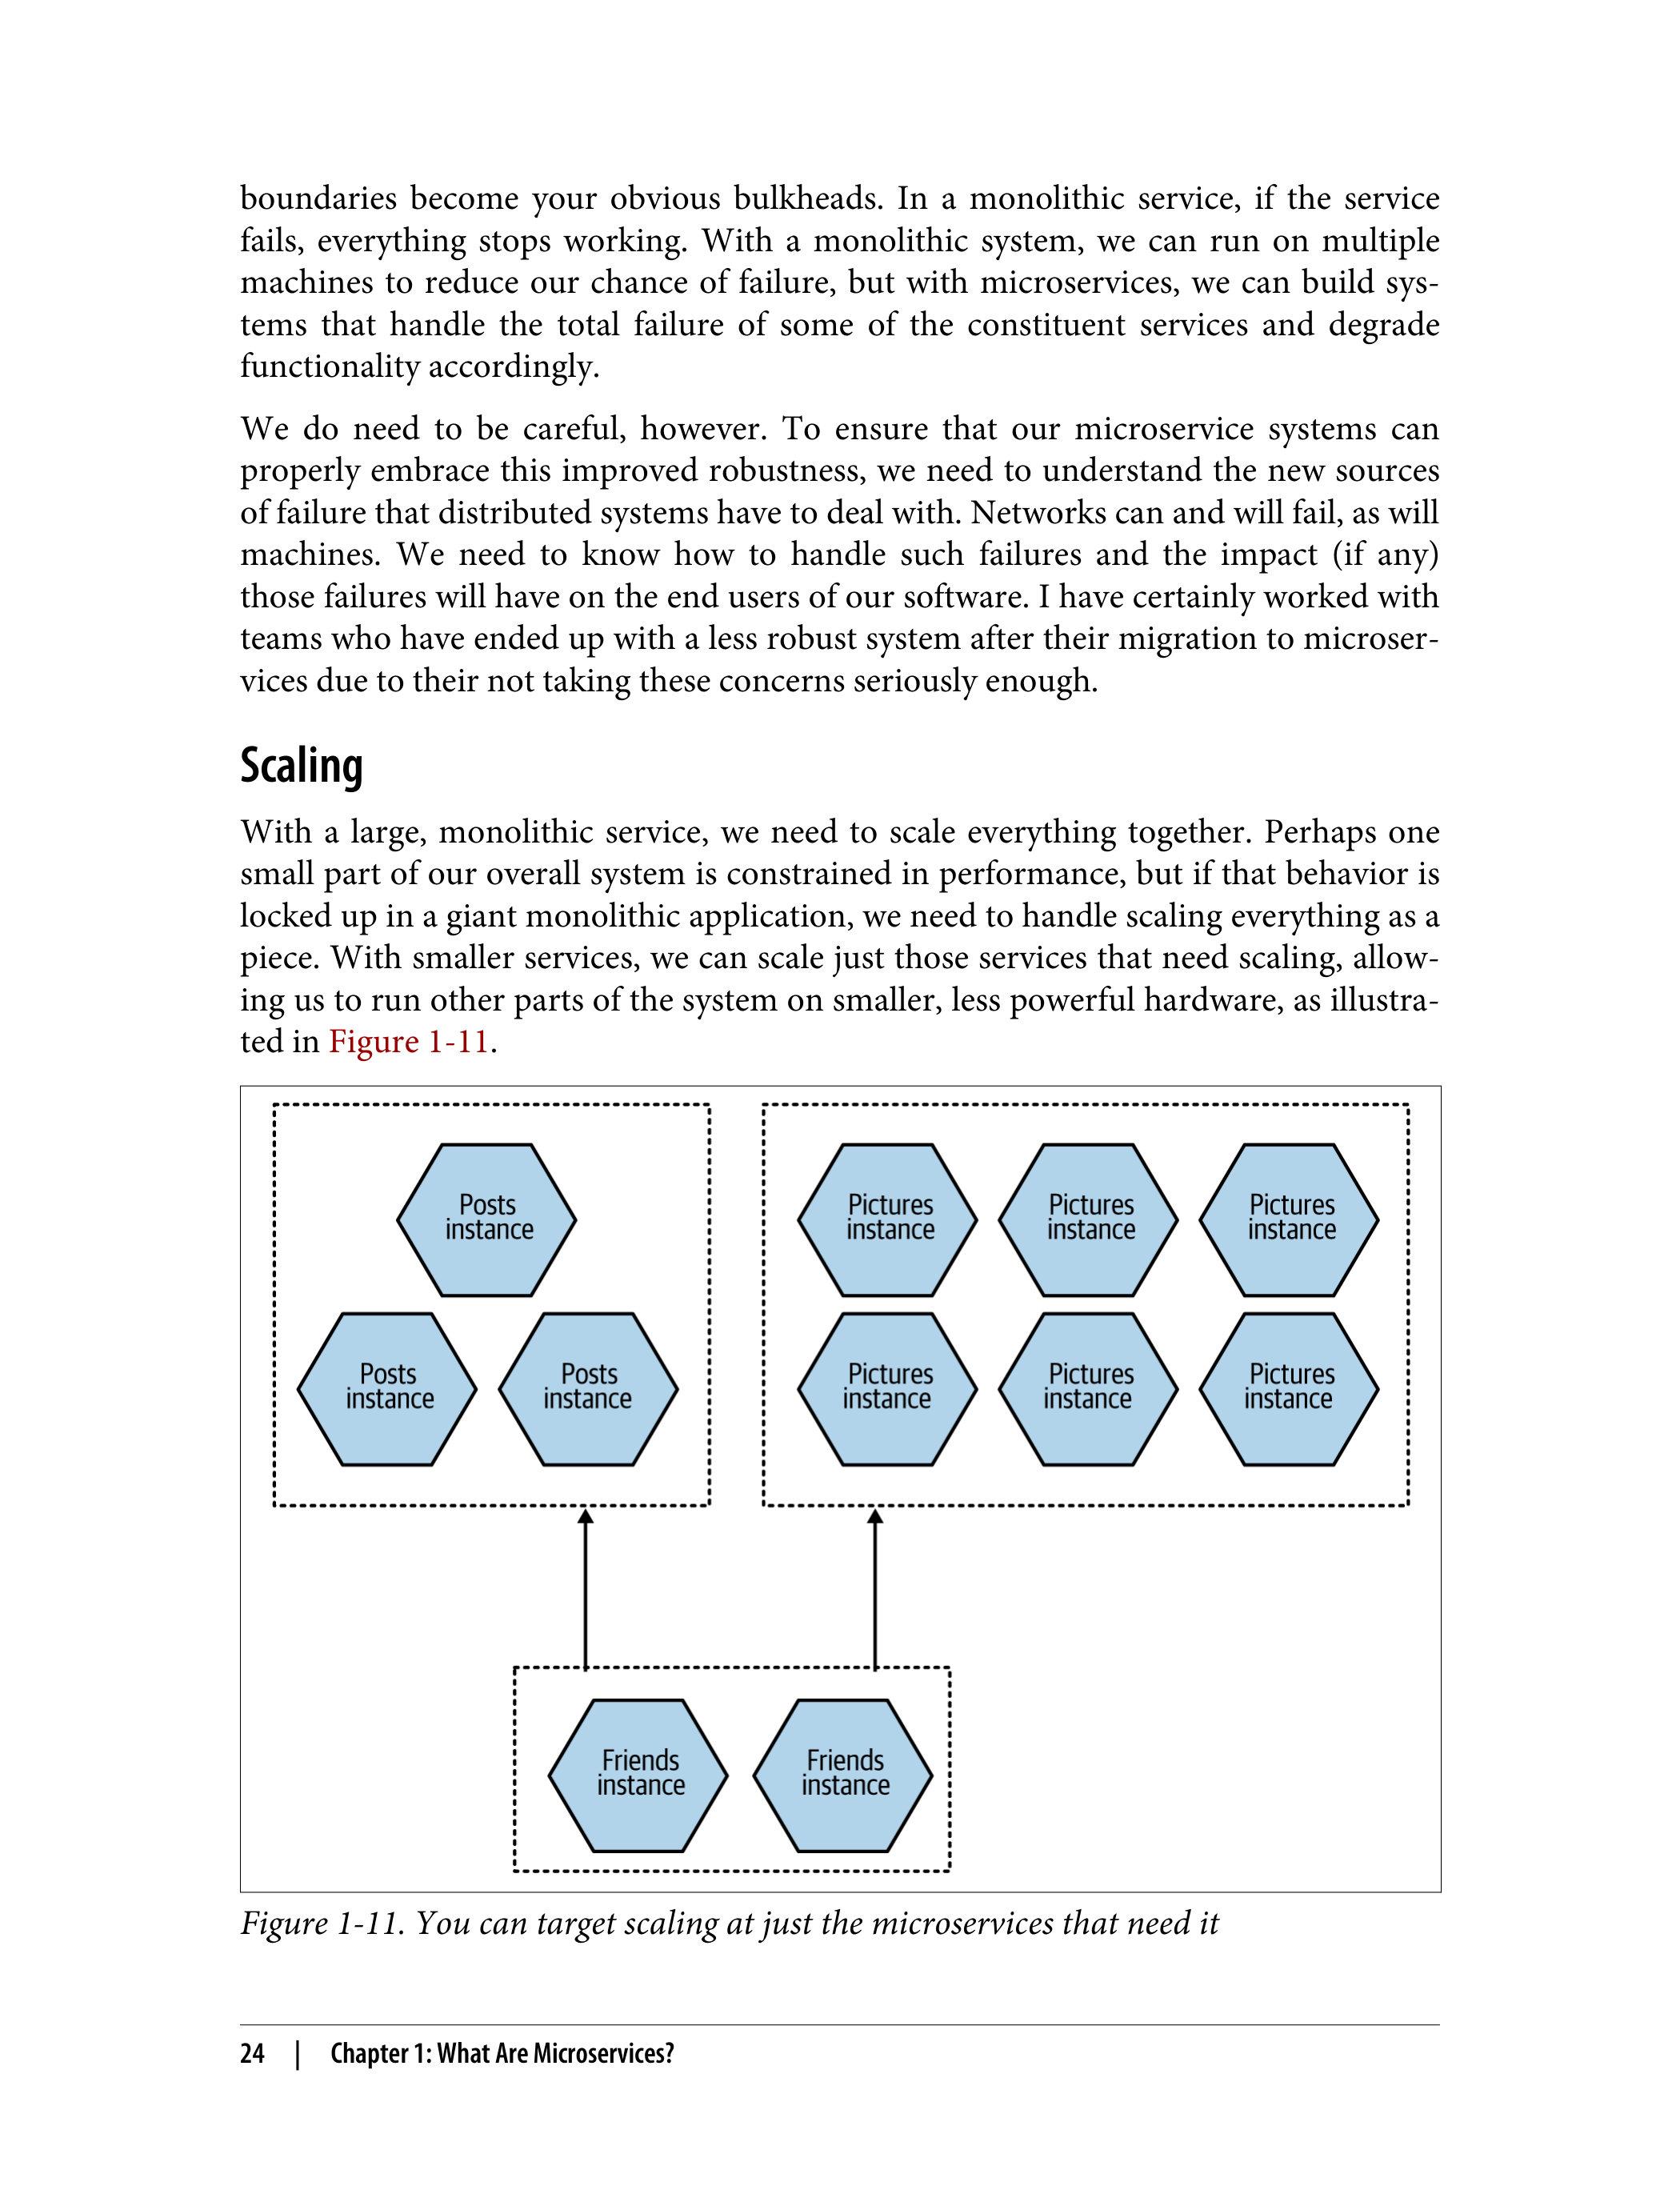 boundaries become your obvious bulkheads. In a monolithic service, if the service
fails, everything stops working. With a monolithic system, we can run on multiple
machines to reduce our chance of failure, but with microservices, we can build sys-
tems that handle the total failure of some of the constituent services and degrade
functionality accordingly.
We do need to be careful, however. To ensure that our microservice systems can
properly embrace this improved robustness, we need to understand the new sources
of failure that distributed systems have to deal with. Networks can and will fail, as will
machines. We need to know how to handle such failures and the impact (if any)
those failures will have on the end users of our software. I have certainly worked with
teams who have ended up with a less robust system after their migration to microser-
vices due to their not taking these concerns seriously enough.
Scaling
With a large, monolithic service, we need to scale everything together. Perhaps one
small part of our overall system is constrained in performance, but if that behavior is
locked up in a giant monolithic application, we need to handle scaling everything as a
piece. With smaller services, we can scale just those services that need scaling, allow-
ing us to run other parts of the system on smaller, less powerful hardware, as illustra-
ted in Figure 1-11.
Posts
instance
Posts
instance
Posts
instance
Pictures
instance
Pictures
instance
Pictures
instance
Pictures
instance
Pictures
instance
Pictures
instance
Friends
instance
Friends
instance
Figure 1-11. You can target scaling at just the microservices that need it
24 | Chapter 1: What Are Microservices?